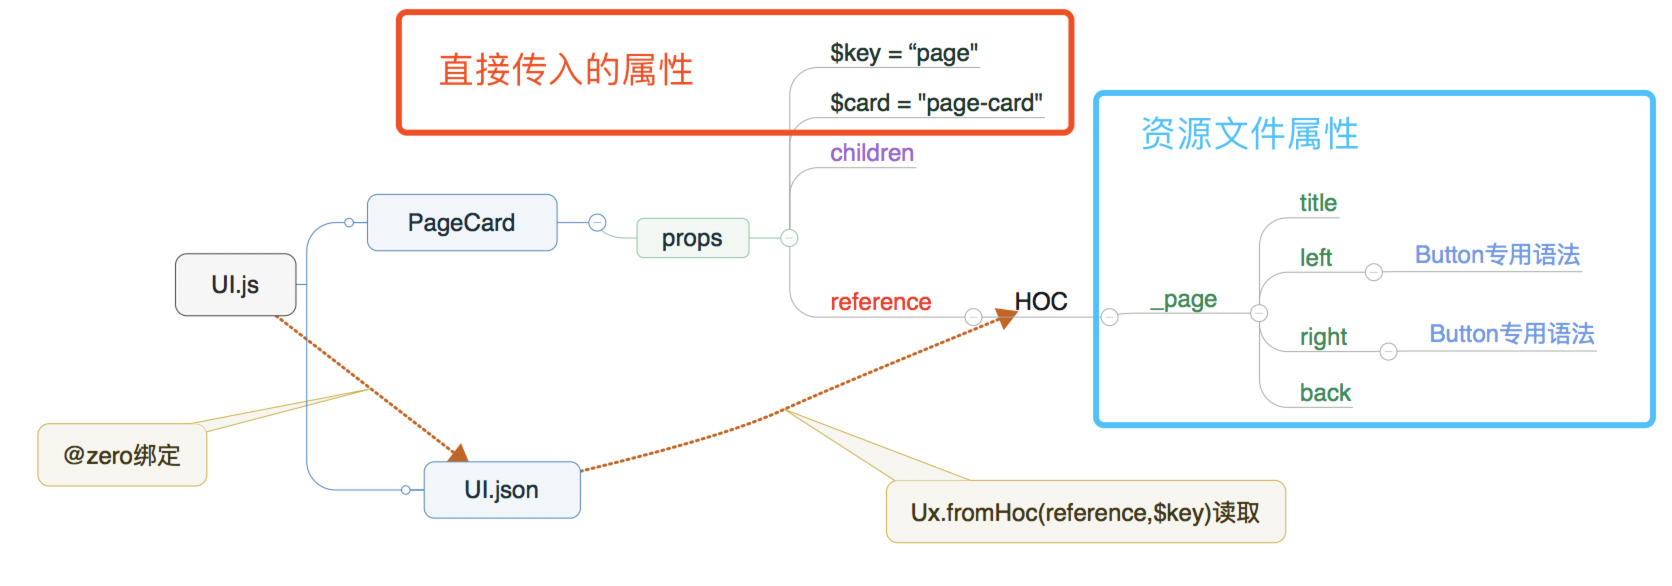 直接传入的属性
$key = “page"
$card = "page-card"
children
资源文件属性
PageCard
props
title
left
Button专用语法
UI.js
reference
HOC
_page
right
Button专用语法
back
@zero绑定
UI.json
Ux.fromHoc(reference,$key)读取